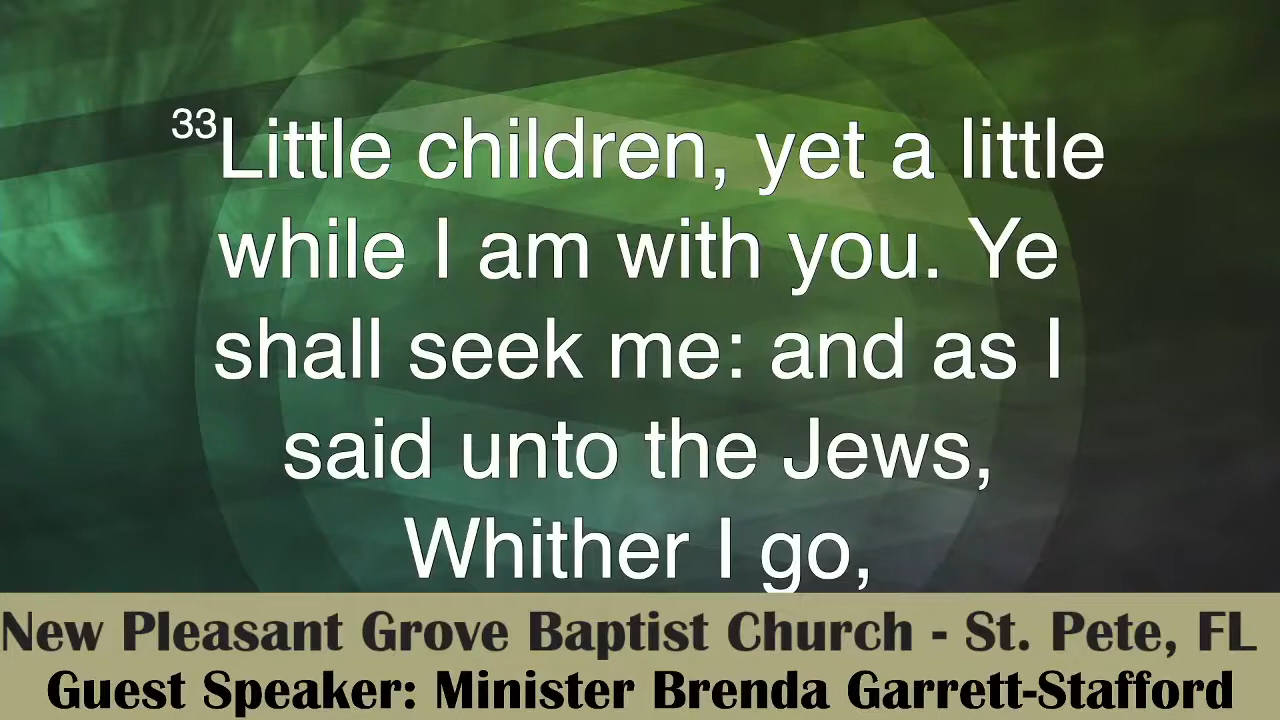 33Little children, yet a little
while I am with you. Ye
shall seek me: and as I
said unto the Jews,
Whither I go,
New Pleasant Grove Baptist Church - St. Pete, FL
Guest Speaker: Minister Brenda Garrett-Stafford